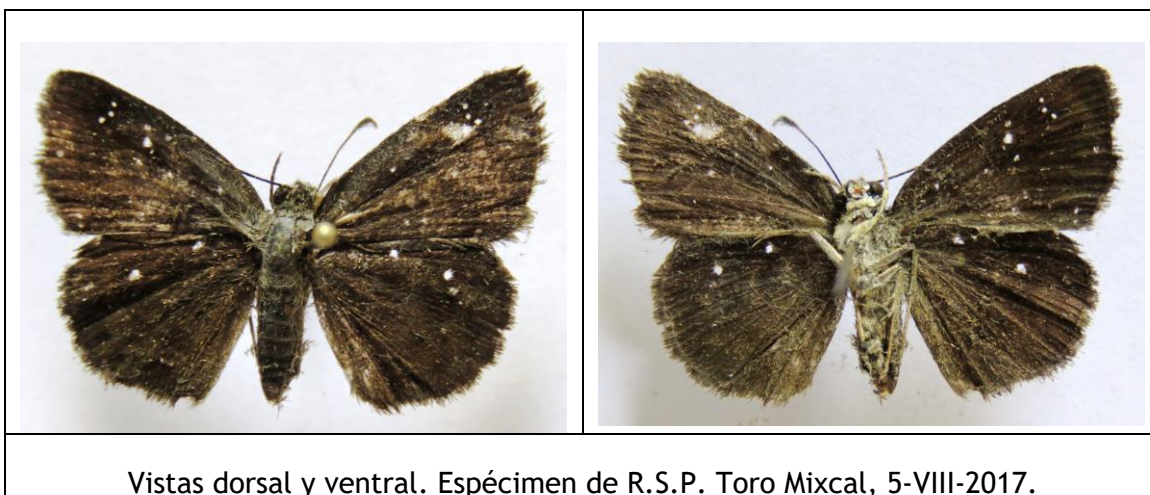 Vistas dorsal y ventral. Espécimen de R.S.P. Toro Mixcal, 5-VIII-2017.